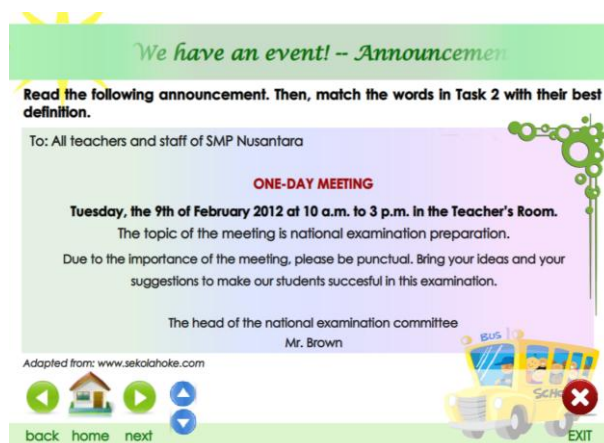 We have an event! -- Announcemen
Read the following announcement. Then, match the words in Task 2 with their best
definition.
To: All teachers and staff of SMP Nusantara
ONE-DAY MEETING
Tuesday, the 9th of February 2012 at 10 a.m. to 3 p.m. in the Teacher's Room.
The topic of the meeting is national examination preparation.
Due to the importance of the meeting, please be punctual. Bring your ideas and your
suggestions to make our students succesful in this examination.
The head of the national examination committee
Mr. Brown
Adapted from: www.sekolahoke.com
BUS
SCHO
back home next
EXIT